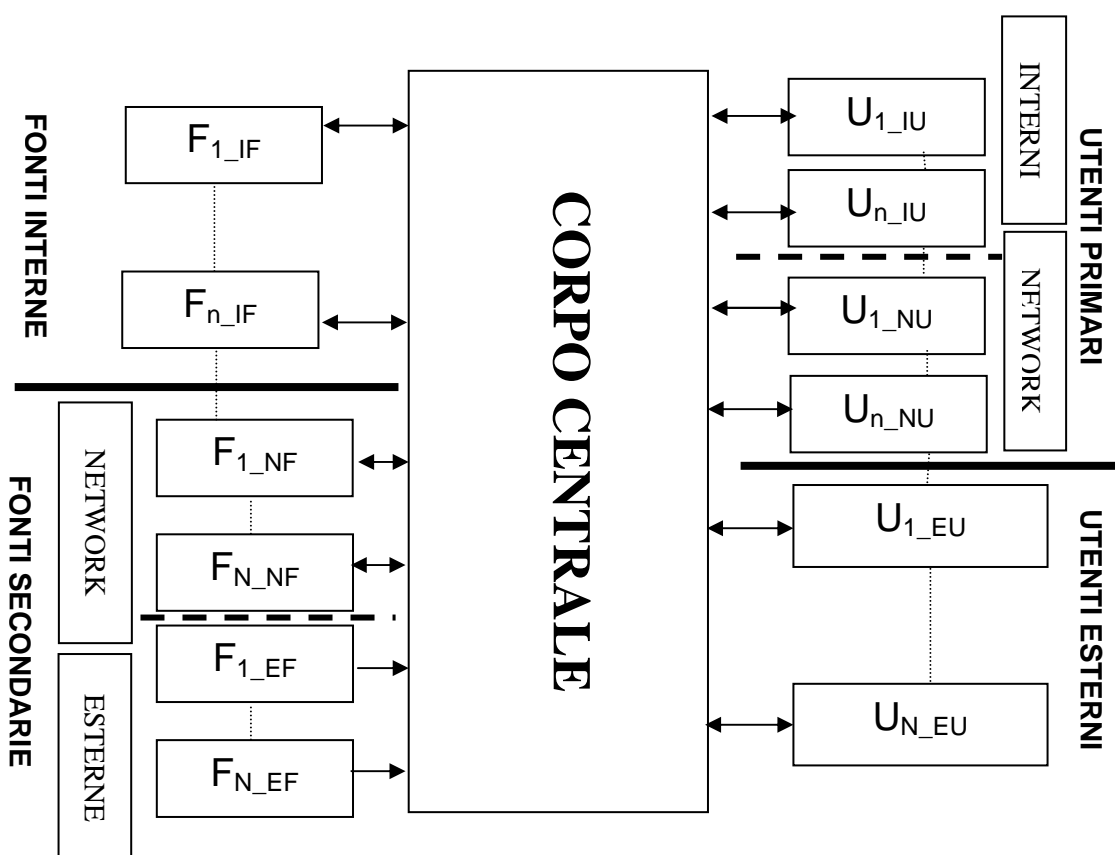 FONTI INTERNE
F1_IF
Fn_IF
FONTI SECONDARIE
NETWORK
F1_NF
FN_NF
ESTERNE
F1_EF
FN_EF
CORPO CENTRALE
U1_IU
Un_IU
INTERNI
UTENTI PRIMARI
U1_NU
Un_NU
NETWORK
U1_EU
UN_EU
UTENTI ESTERNI